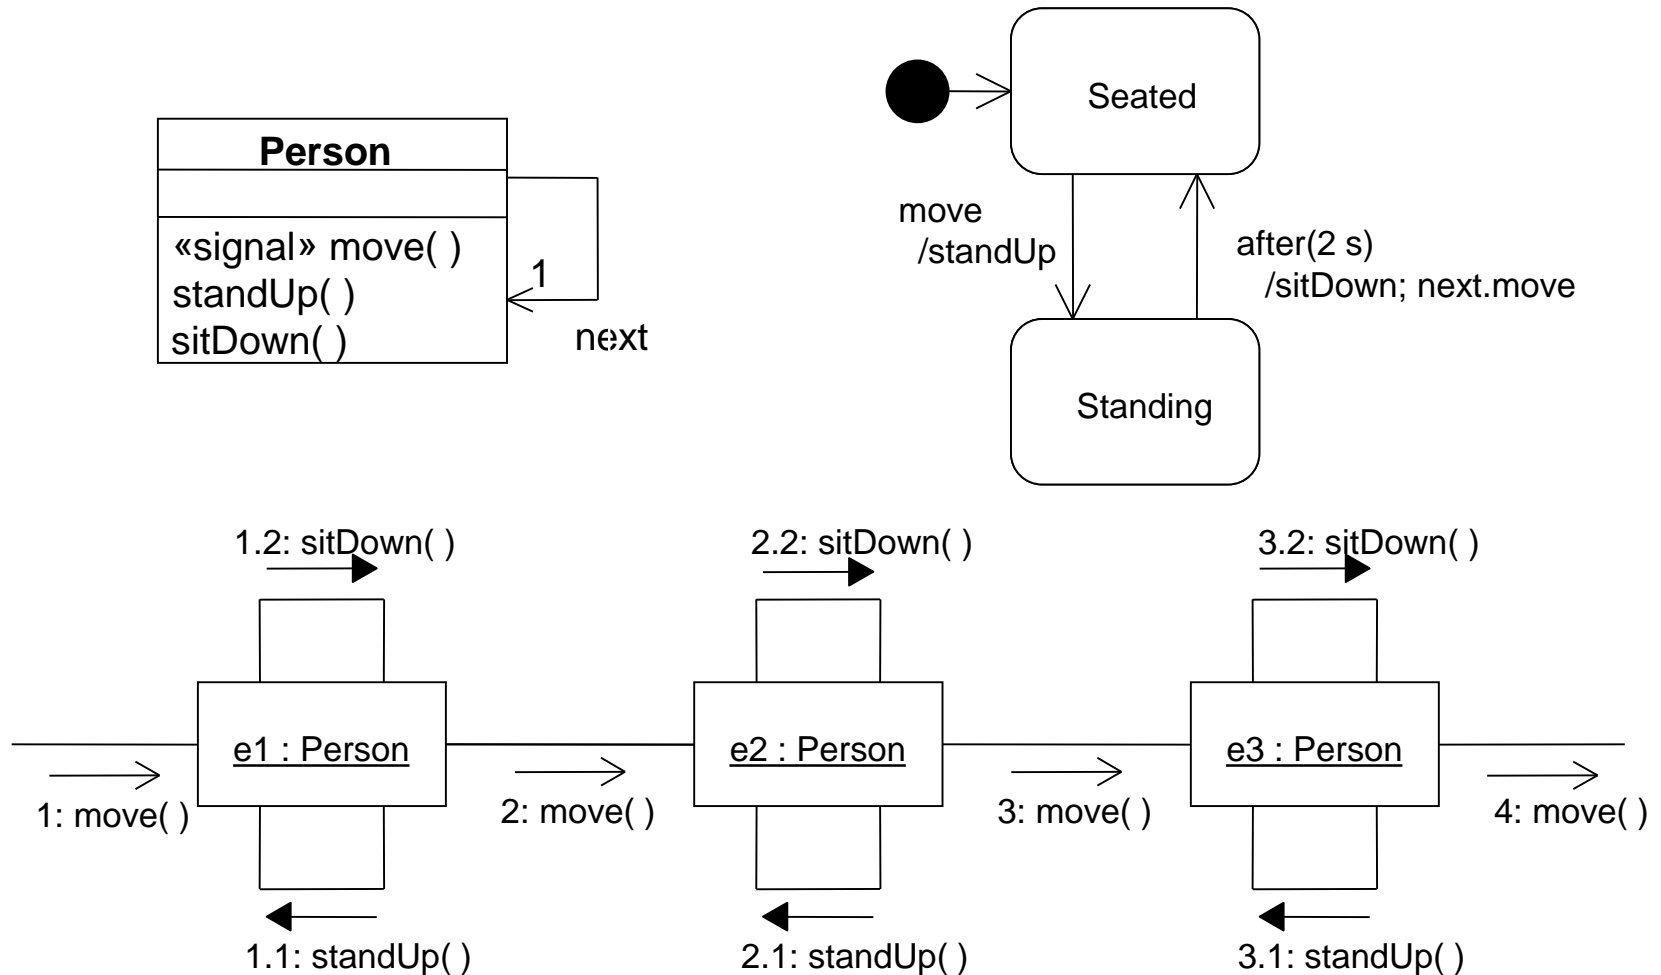 Person
«signal» move( )
standUp( )
sitDown( )
1
next
Seated
move
/standUp
after(2 s)
/sitDown; next.move
Standing
1.2: sitDown( )
2.2: sitDown( )
3.2: sitDown( )
e1 : Person
e2 : Person
e3 : Person
1: move( )
2: move( )
3: move( )
4: move( )
1.1: standUp( )
2.1: standUp( )
3.1: standUp( )